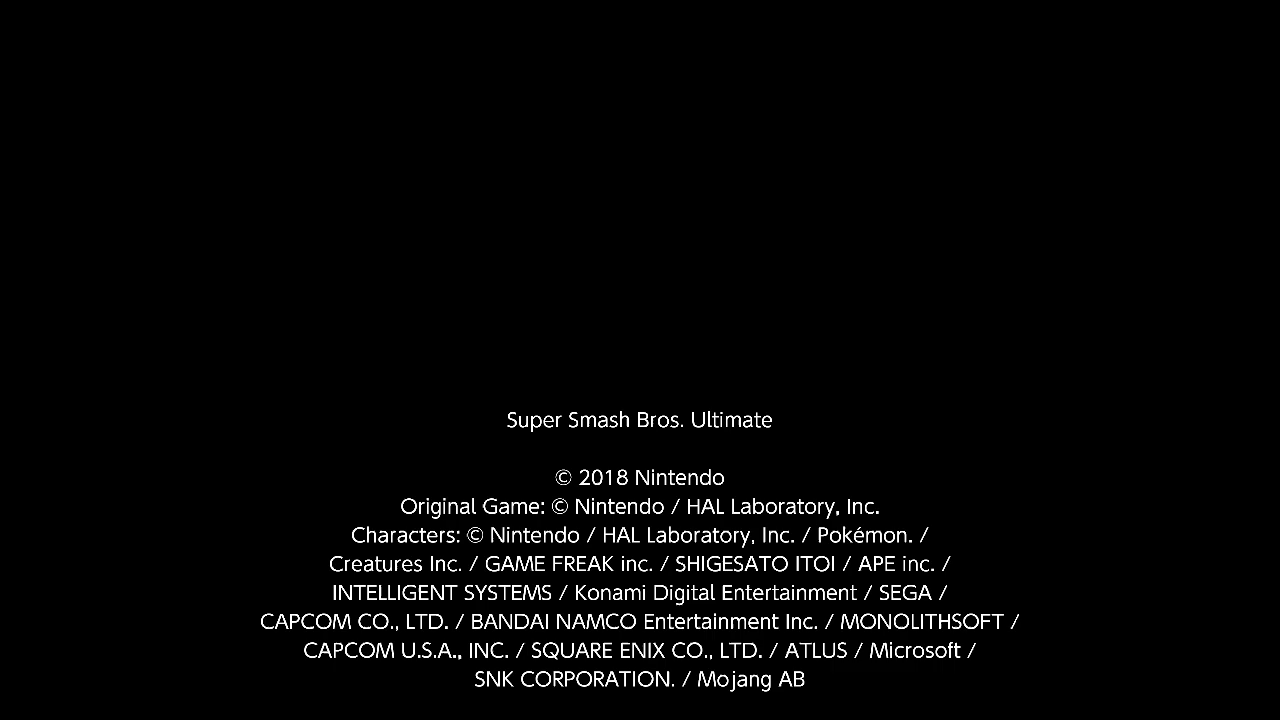 Super Smash Bros. Ultimate
© 2018 Nintendo
Original Game: © Nintendo / HAL Laboratory, Inc.
Characters: © Nintendo / HAL Laboratory, Inc. / Pokémon. /
Creatures Inc. / GAME FREAK inc. / SHIGESATO ITOI / APE inc. /
INTELLIGENT SYSTEMS / Konami Digital Entertainment / SEGA /
CAPCOM CO., LTD. / BANDAI NAMCO Entertainment Inc. / MONOLITHSOFT /
CAPCOM U.S.A., INC. / SQUARE ENIX CO., LTD. / ATLUS / Microsoft /
SNK CORPORATION. / Mojang AB